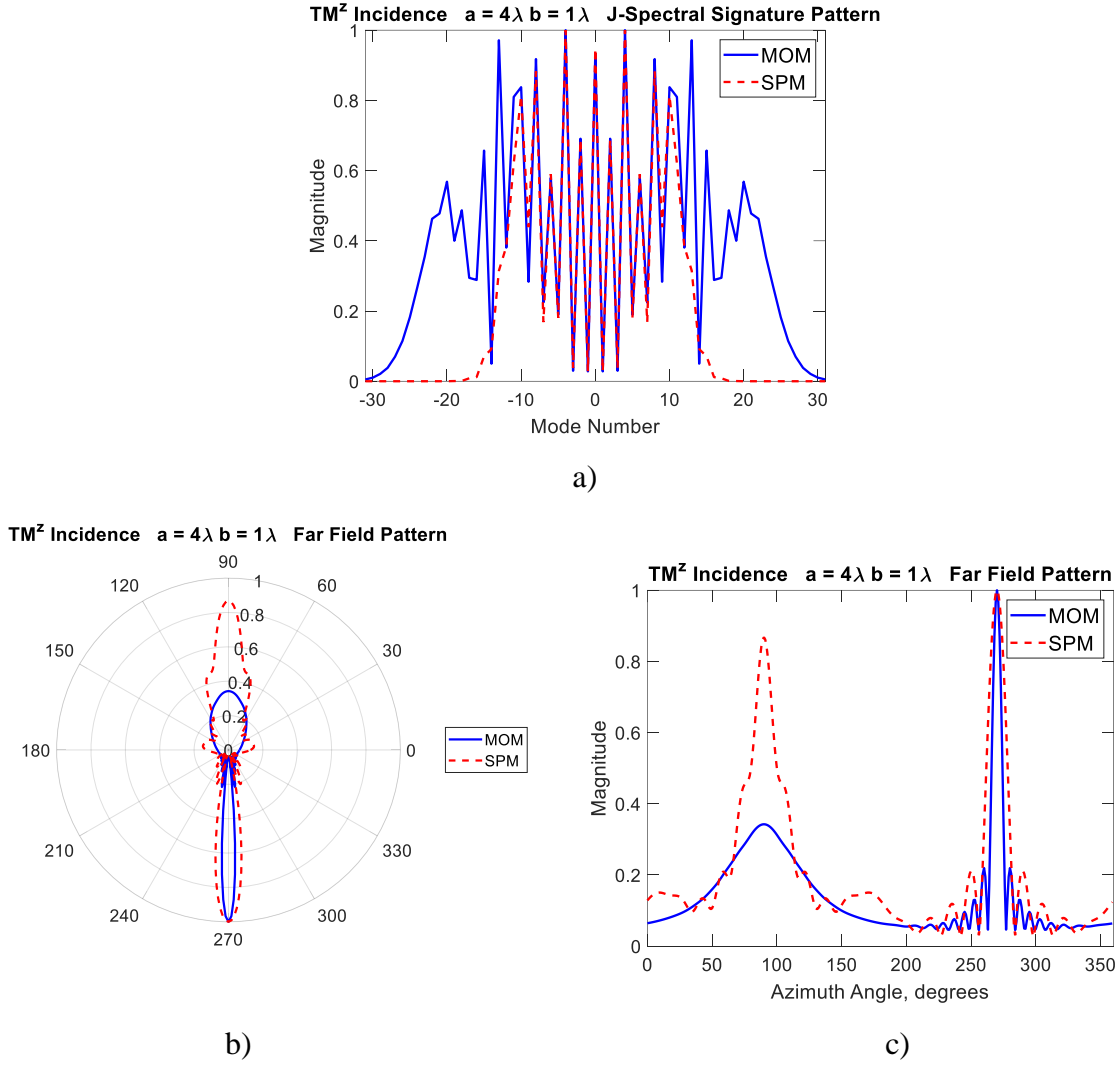 TMᶻ Incidence a = 4λ b = 1λ J-Spectral Signature Pattern
1
0.8
0.6
0.4
0.2
0
Magnitude
MOM
SPM
-30 -20 -10 0 10 20 30
Mode Number
a)
TMᶻ Incidence a = 4λ b = 1λ Far Field Pattern
90
120 60
150 30
180 0
210 330
240 300
270
1
0.8
0.6
0.4
0.2
0
MOM
SPM
b)
TMᶻ Incidence a = 4λ b = 1λ Far Field Pattern
1
0.8
0.6
0.4
0.2
0
Magnitude
MOM
SPM
0 50 100 150 200 250 300 350
Azimuth Angle, degrees
c)